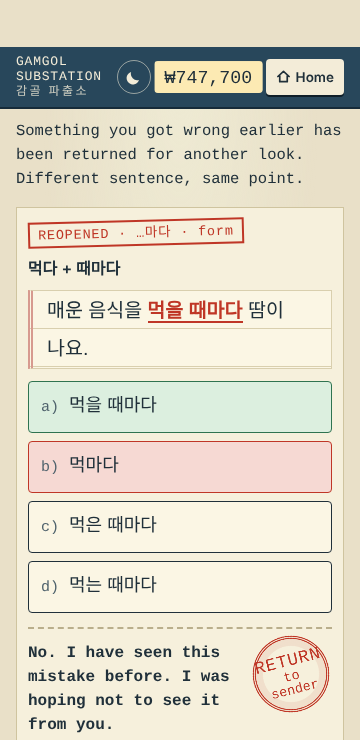 GAMGOL
SUBSTATION
감골 파출소
₩747,700
Home
Something you got wrong earlier has
been returned for another look.
Different sentence, same point.
REOPENED · …마다 · form
먹다 + 때마다
매운 음식을 먹을 때마다 땀이
나요.
a) 먹을 때마다
b) 먹마다
c) 먹은 때마다
d) 먹는 때마다
No. I have seen this
mistake before. I was
hoping not to see it
from you.
RETURN
to
sender